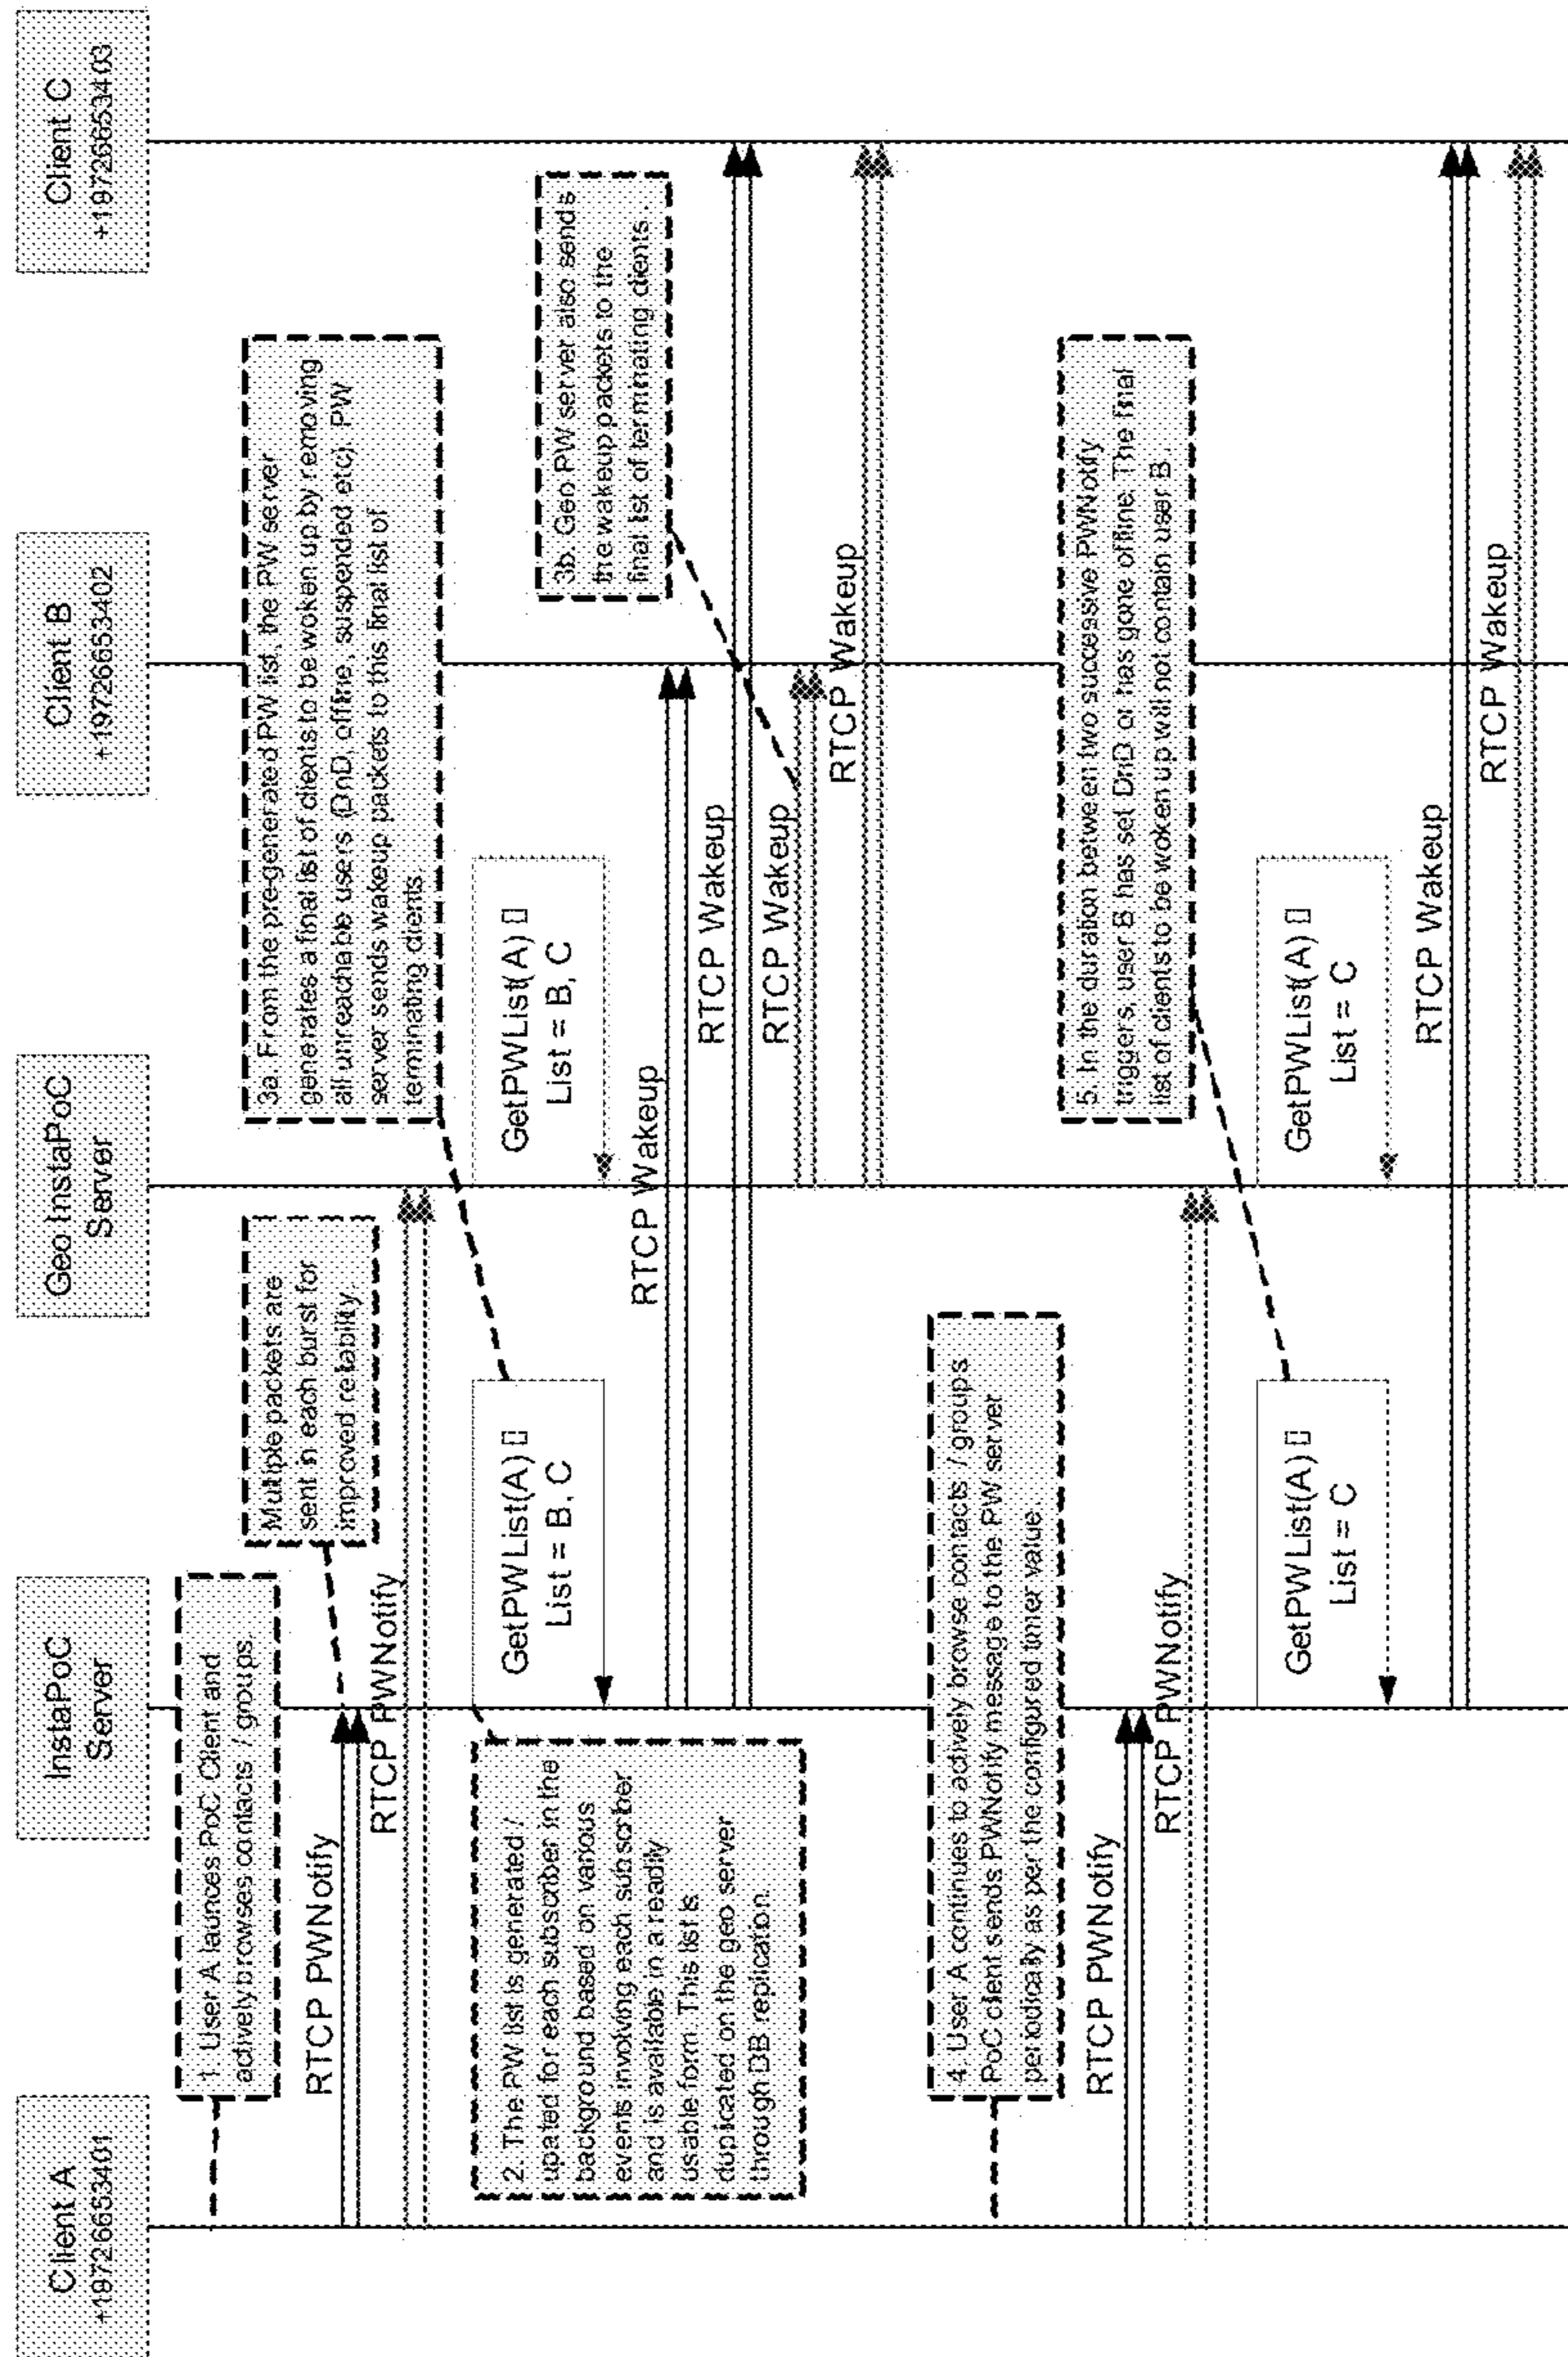 Client A
+19726653401
InstaPoC
Server
Geo InstaPoC
Server
Client B
+19726653402
Client C
+19726653403
1. User A launces PoC Client and
actively browses contacts / groups.
Multiple packets are
sent in each burst for
improved reliability.
RTCP PWNotify
RTCP PWNotify
2. The PW list is generated /
upated for each subscriber in the
background based on various
events involving each subscriber
and is available in a readily
usable form. This list is
duplicated on the geo server
through DB replication.
3a. From the pre-generated PW list, the PW server
generates a final list of clients to be woken up by removing
all unreachable users (DnD, offline, suspended etc). PW
server sends wakeup packets to this final list of
terminating clients
GetPWList(A) ▯
List = B, C
GetPWList(A) ▯
List = B, C
3b. Geo PW server also sends
the wakeup packets to the
final list of terminating clients.
RTCP Wakeup
RTCP Wakeup
RTCP Wakeup
RTCP Wakeup
4. User A continues to actively browse contacts / groups
PoC client sends PWNotify message to the PW server
periodically as per the configured timer value.
RTCP PWNotify
RTCP PWNotify
5. In the duration between two successive PWNotify
triggers, user B has set DnD or has gone offline. The final
list of clients to be woken up will not contain user B.
GetPWList(A) ▯
List = C
GetPWList(A) ▯
List = C
RTCP Wakeup
RTCP Wakeup